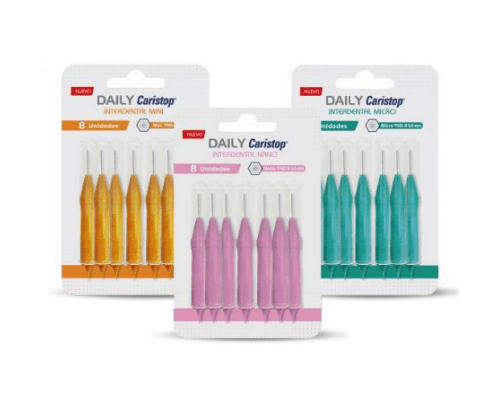 NUEVO
DAILY Caristop
INTERDENTAL MINI
8 Unidades
NUEVO
DAILY Caristop
INTERDENTAL NANO
8 Unidades
NUEVO
DAILY Caristop
INTERDENTAL MICRO
Unidades